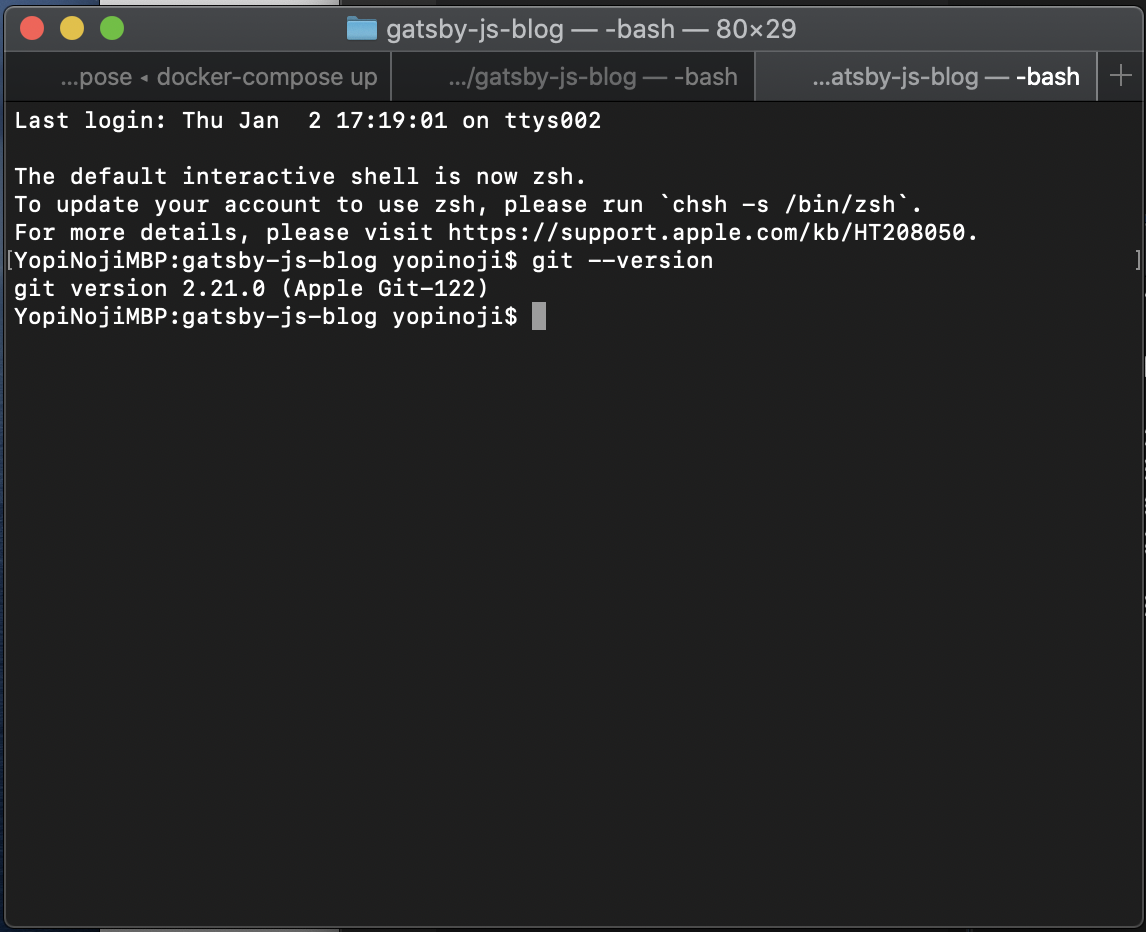 gatsby-js-blog — -bash — 80×29
...pose ◂ docker-compose up
.../gatsby-js-blog — -bash
...atsby-js-blog — -bash
Last login: Thu Jan  2 17:19:01 on ttys002
The default interactive shell is now zsh.
To update your account to use zsh, please run `chsh -s /bin/zsh`.
For more details, please visit https://support.apple.com/kb/HT208050.
[YopiNojiMBP:gatsby-js-blog yopinoji$ git --version ]
git version 2.21.0 (Apple Git-122)
YopiNojiMBP:gatsby-js-blog yopinoji$